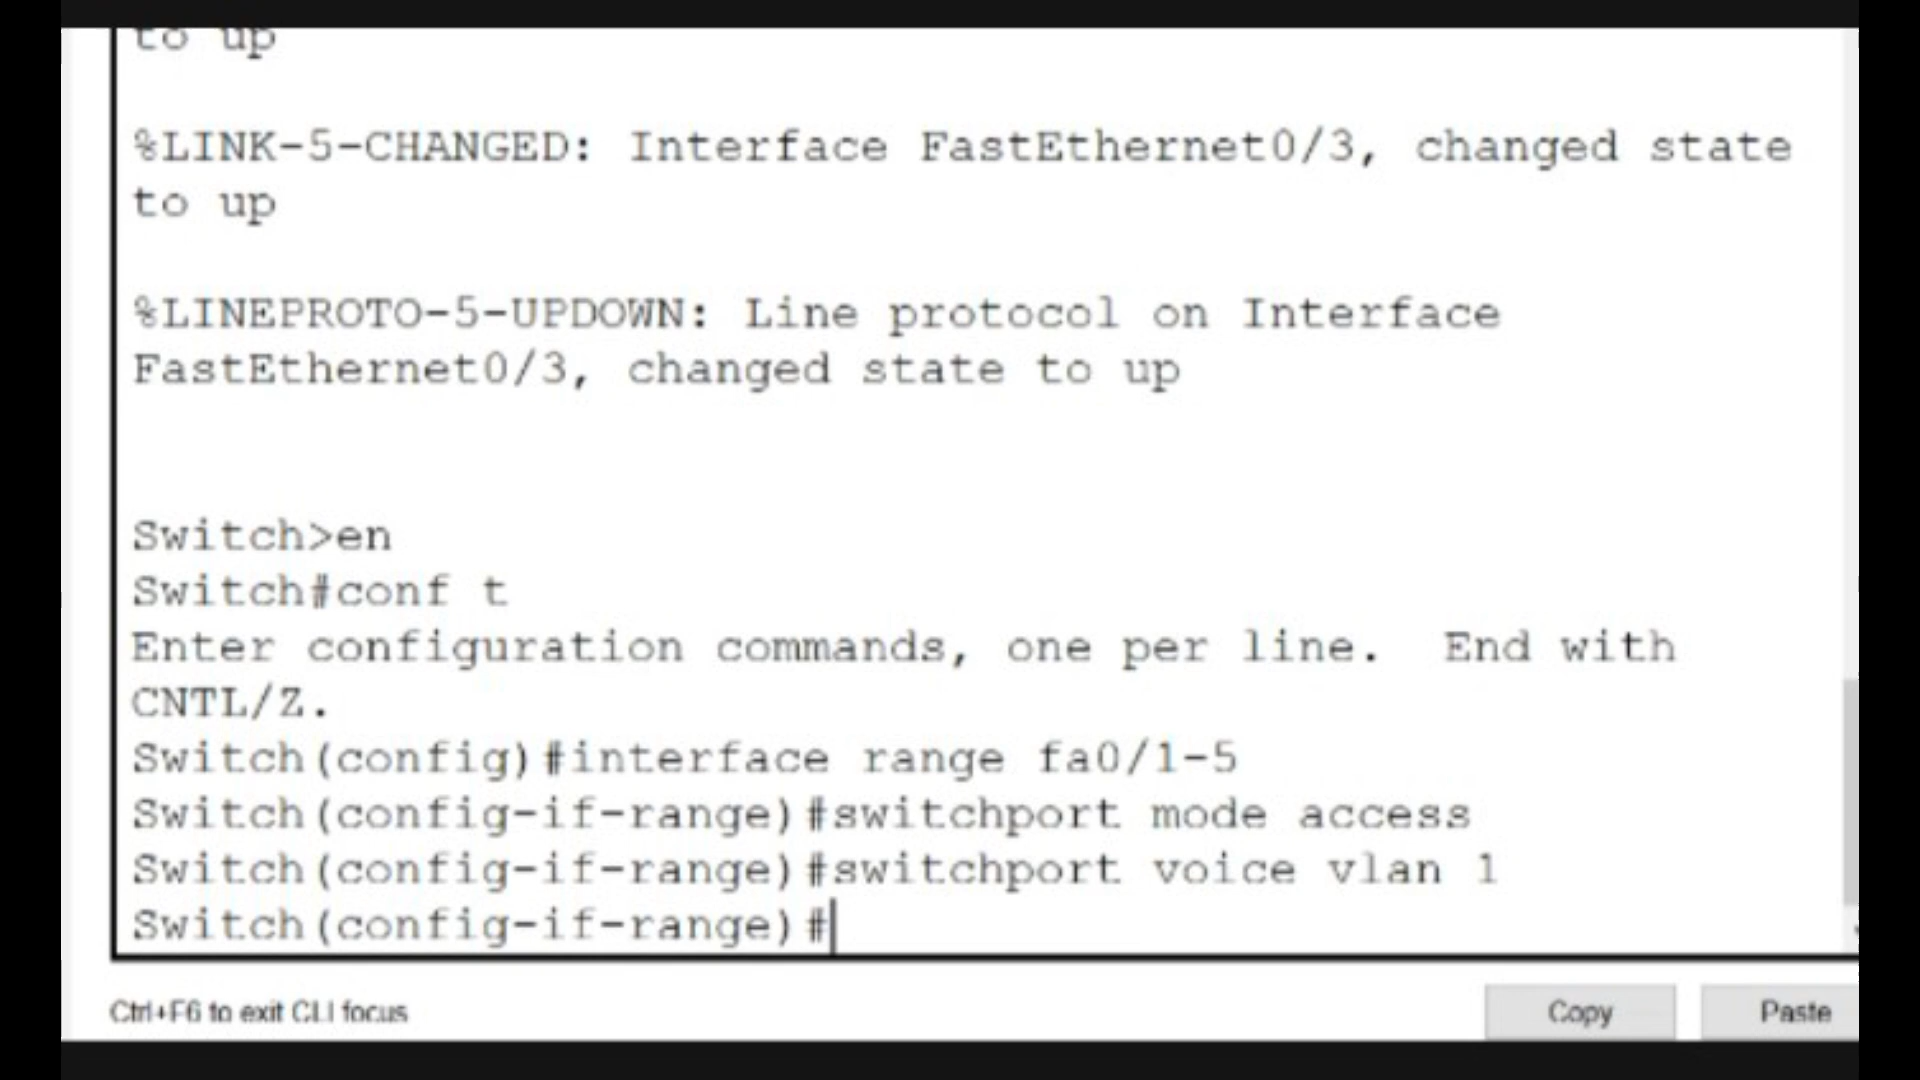 to up
%LINK-5-CHANGED: Interface FastEthernet0/3, changed state
to up
%LINEPROTO-5-UPDOWN: Line protocol on Interface
FastEthernet0/3, changed state to up
Switch>en
Switch#conf t
Enter configuration commands, one per line.  End with
CNTL/Z.
Switch(config)#interface range fa0/1-5
Switch(config-if-range)#switchport mode access
Switch(config-if-range)#switchport voice vlan 1
Switch(config-if-range)#
Ctrl+F6 to exit CLI focus
Copy
Paste